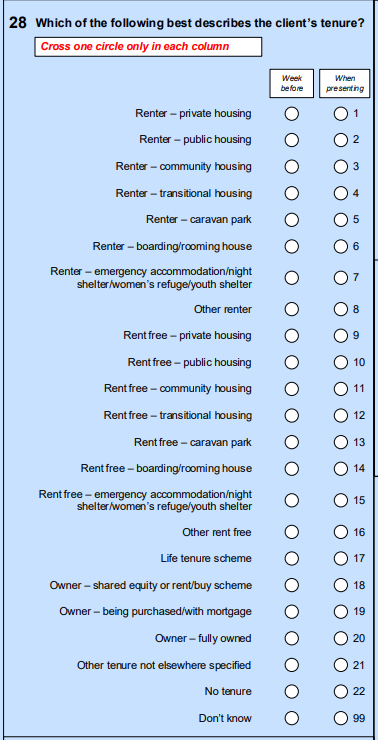 28 Which of the following best describes the client's tenure?
Cross one circle only in each column
Week before
When presenting
Renter – private housing 1
Renter – public housing 2
Renter – community housing 3
Renter – transitional housing 4
Renter – caravan park 5
Renter – boarding/rooming house 6
Renter – emergency accommodation/night
shelter/women's refuge/youth shelter 7
Other renter 8
Rent free – private housing 9
Rent free – public housing 10
Rent free – community housing 11
Rent free – transitional housing 12
Rent free – caravan park 13
Rent free – boarding/rooming house 14
Rent free – emergency accommodation/night
shelter/women's refuge/youth shelter 15
Other rent free 16
Life tenure scheme 17
Owner – shared equity or rent/buy scheme 18
Owner – being purchased/with mortgage 19
Owner – fully owned 20
Other tenure not elsewhere specified 21
No tenure 22
Don't know 99